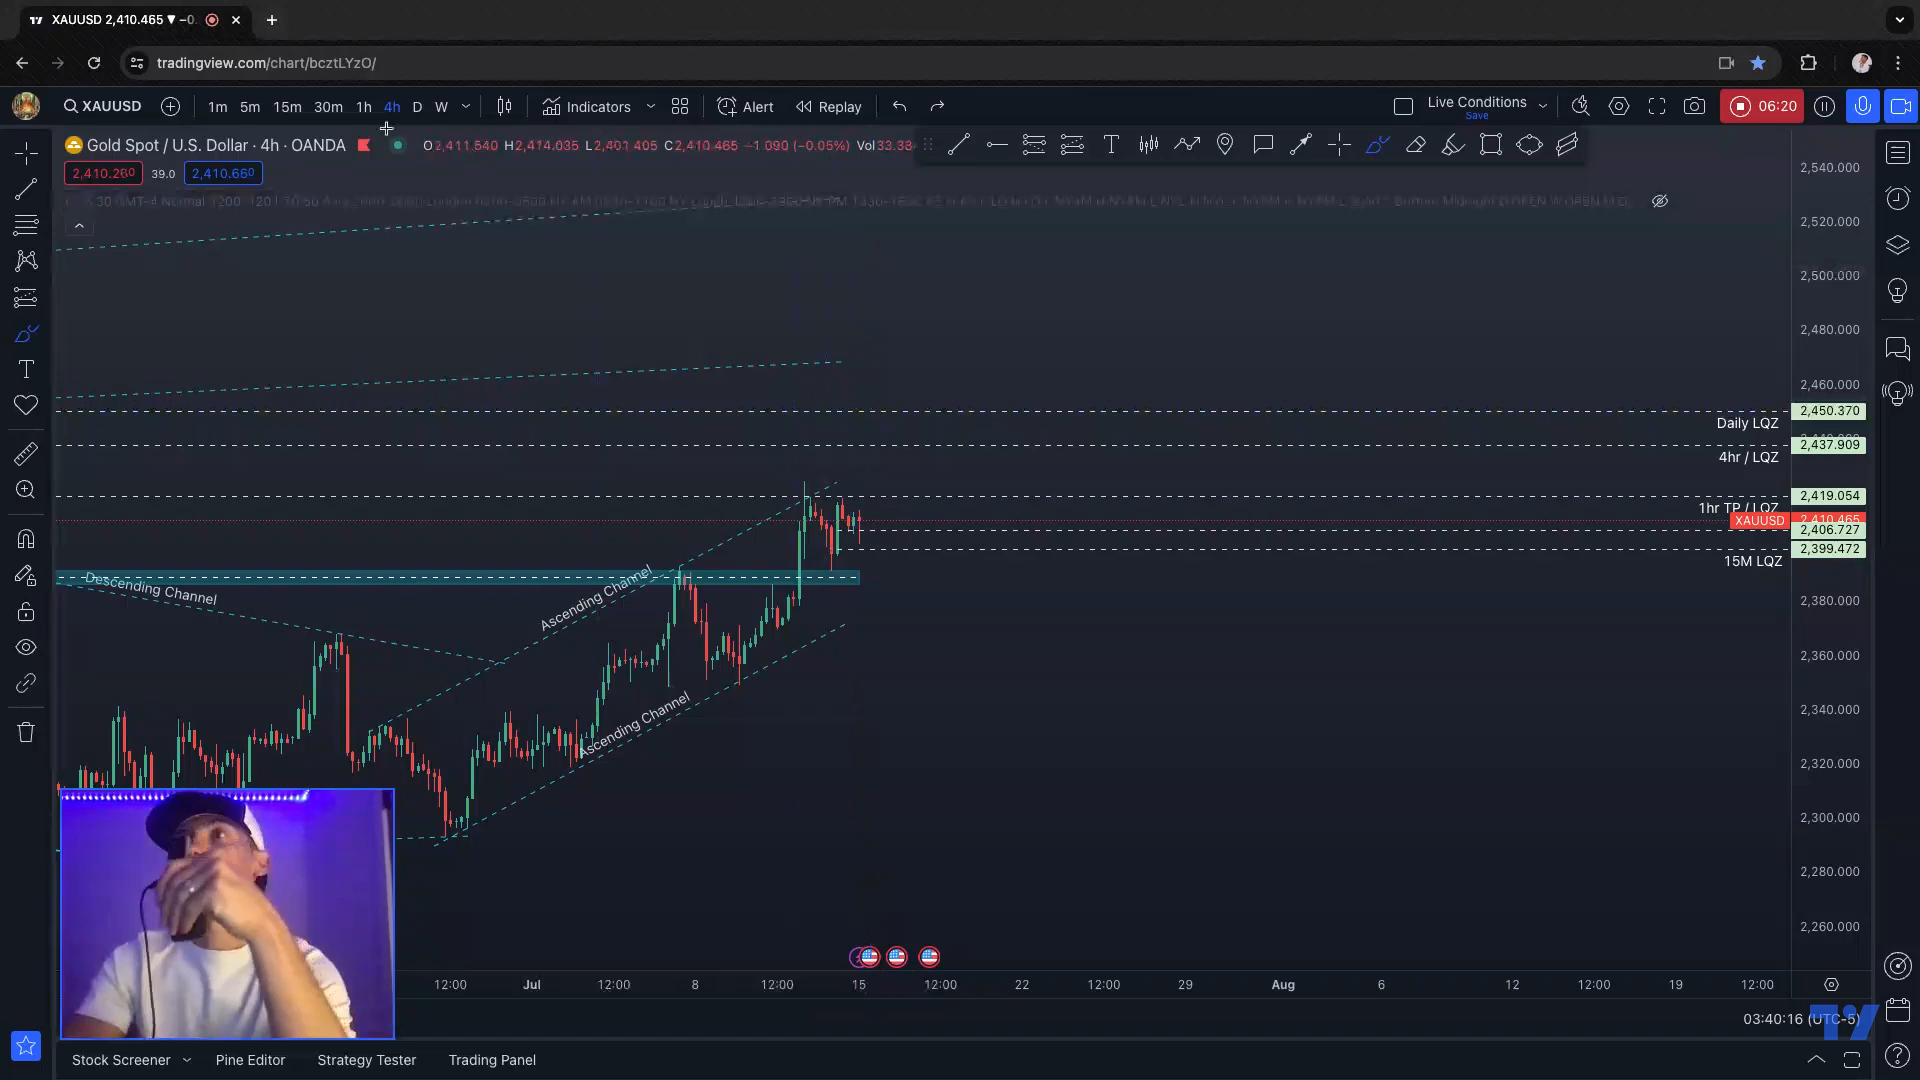 XAUUSD 2,410.465 ▼ −0.
tradingview.com/chart/bcztLYzO/
XAUUSD 1m 5m 15m 30m 1h 4h D W Indicators Alert Replay Live Conditions Save 06:20
Gold Spot / U.S. Dollar · 4h · OANDA O2,411.540 H2,414.035 L2,401.405 C2,410.465 −1.090 (−0.05%) Vol33.33
2,410.260 39.0 2,410.660
2,540.000
2,520.000
2,500.000
2,480.000
2,460.000
2,450.370
Daily LQZ
2,437.909
4hr / LQZ
2,419.054
1hr TP / LQZ
XAUUSD 2,410.465
2,406.727
2,399.472
15M LQZ
Descending Channel
Ascending Channel
2,380.000
2,360.000
Ascending Channel
2,340.000
2,320.000
2,300.000
2,280.000
2,260.000
12:00 Jul 12:00 8 12:00 15 12:00 22 12:00 29 Aug 6 12 12:00 19 12:00
03:40:16 (UTC-5)
Stock Screener Pine Editor Strategy Tester Trading Panel